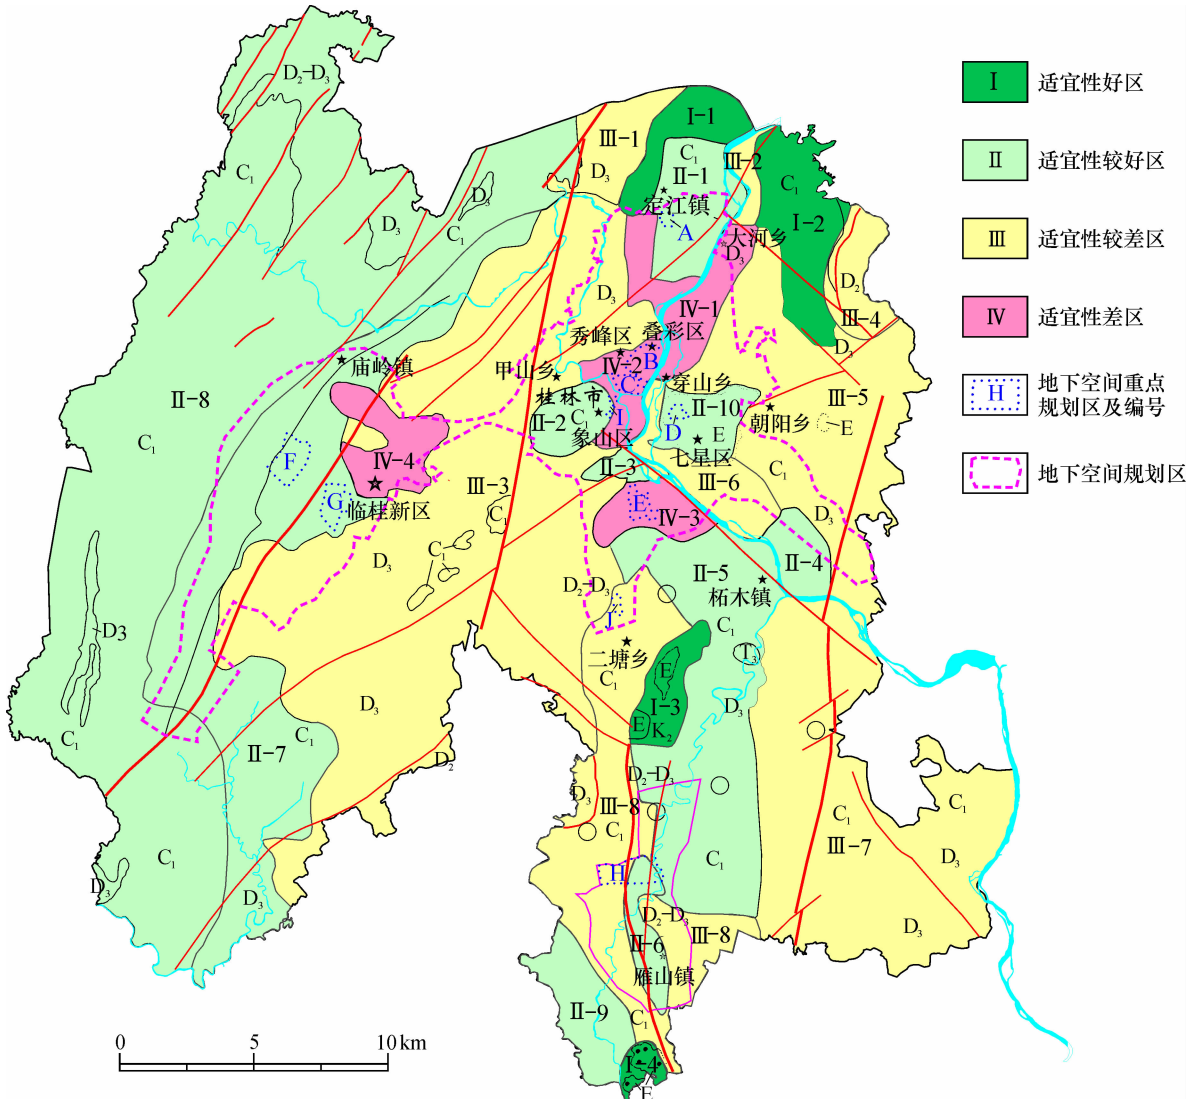 D₂-D₃
I-1
III-1
C₁
II-1
III-2
D₃
C₁
C₁
I-2
D₃
定江镇
A
D₃
C₁
大河乡
D₃
D₂
D₃
IV-1
III-4
秀峰区
叠彩区
D₃
庙岭镇
甲山乡
IV-2
B
C
穿山乡
II-8
桂林市
II-10
III-5
II-2
C₁
I
D
E
朝阳乡
E
C₁
象山区
七星区
F
IV-4
II-3
C₁
III-3
III-6
G
临桂新区
C₁
E
IV-3
D₃
C₁
D₃
II-4
D₂-D₃
II-5
柘木镇
J
D3
C₁
二塘乡
T₃
C₁
E
I-3
D₃
D₃
E
K₂
C₁
C₁
II-7
D₂
D₂-D₃
D₃
III-8
C₁
C₁
C₁
III-7
C₁
C₁
D₃
D₃
H
D₃
D₂-D₃
III-8
D₃
II-6
雁山镇
II-9
C₁
I-4
E
0
5
10 km
I
适宜性好区
II
适宜性较好区
III
适宜性较差区
IV
适宜性差区
H
地下空间重点
规划区及编号
地下空间规划区